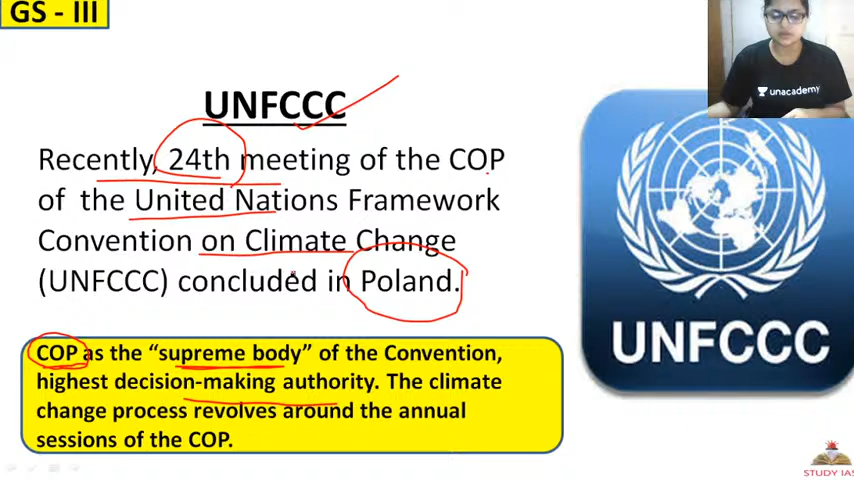 GS - III
unacademy
UNFCCC
Recently, 24th meeting of the COP
of the United Nations Framework
Convention on Climate Change
(UNFCCC) concluded in Poland.
UNFCCC
COP as the “supreme body” of the Convention,
highest decision-making authority. The climate
change process revolves around the annual
sessions of the COP.
STUDY IAS